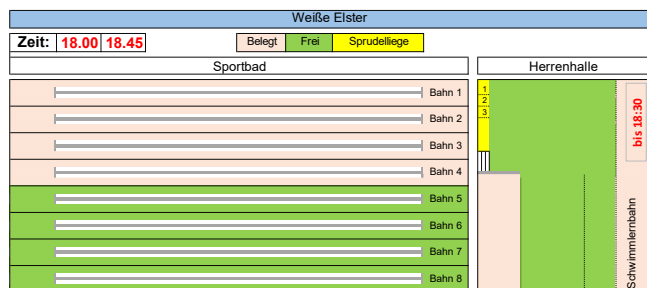 Weiße Elster
Zeit: 18.00 18.45
Belegt Frei Sprudelliege
Sportbad
Herrenhalle
Bahn 1
Bahn 2
Bahn 3
Bahn 4
Bahn 5
Bahn 6
Bahn 7
Bahn 8
1
2
3
bis 18:30
Schwimmlernbahn